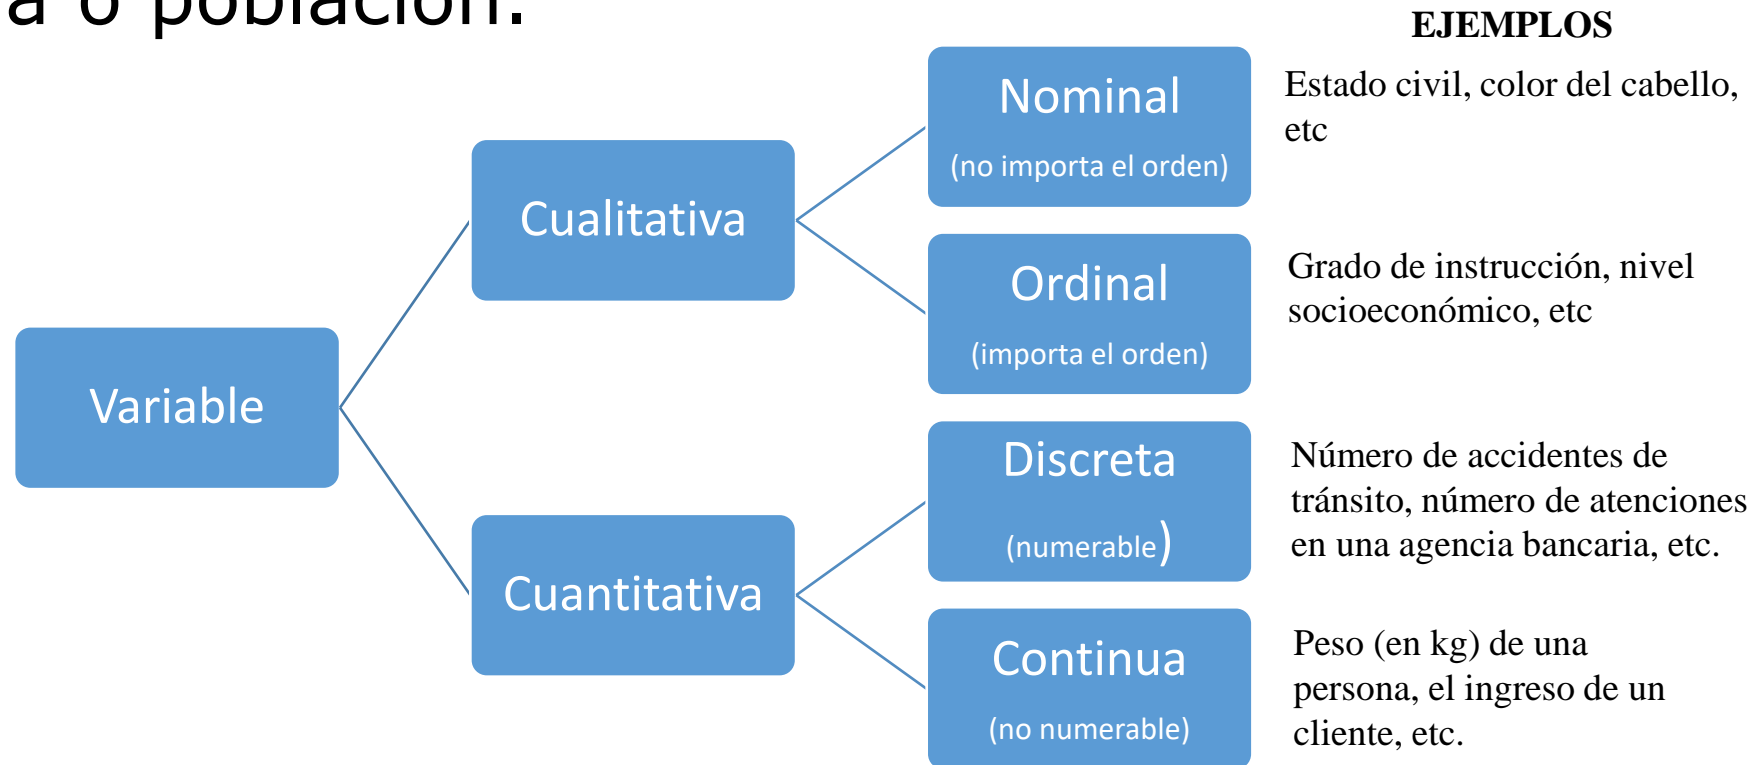 a o población.
EJEMPLOS
Variable
Cualitativa
Nominal
(no importa el orden)
Estado civil, color del cabello,
etc
Ordinal
(importa el orden)
Grado de instrucción, nivel
socioeconómico, etc
Cuantitativa
Discreta
(numerable)
Número de accidentes de
tránsito, número de atenciones
en una agencia bancaria, etc.
Continua
(no numerable)
Peso (en kg) de una
persona, el ingreso de un
cliente, etc.